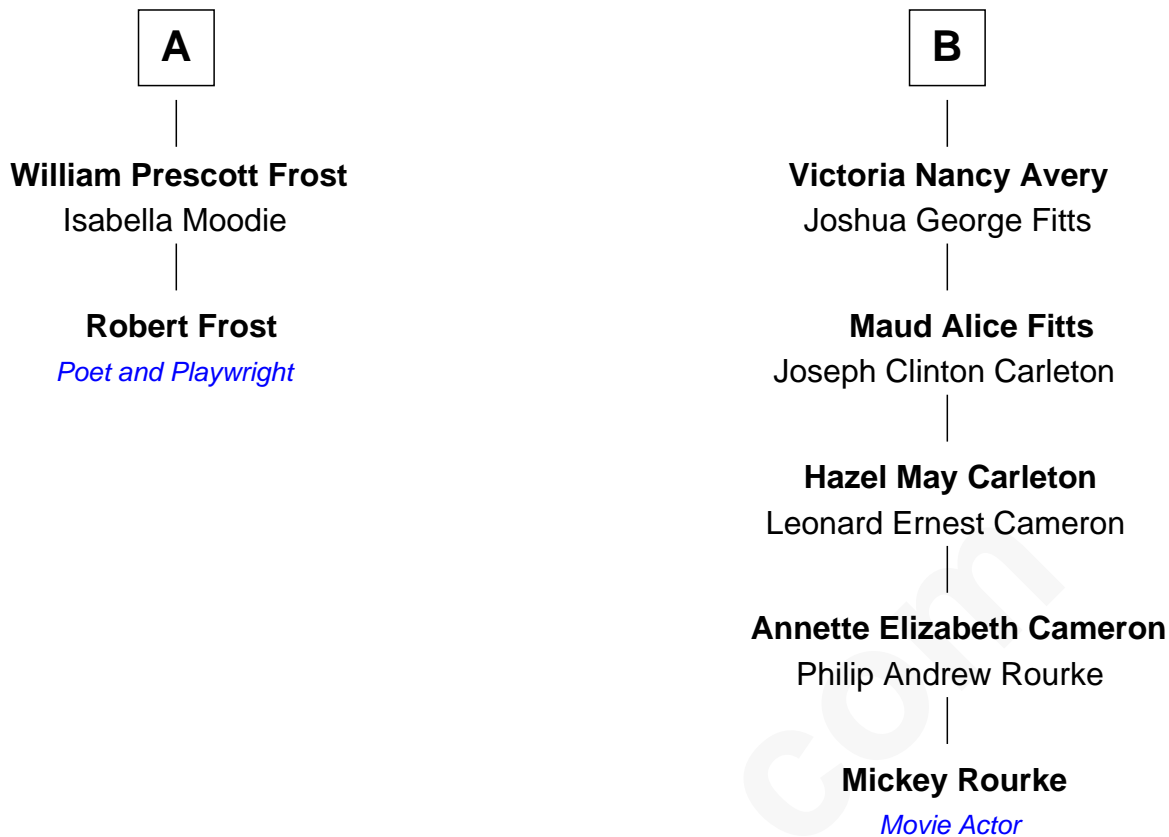 A
William Prescott Frost
Isabella Moodie
Robert Frost
Poet and Playwright
B
Victoria Nancy Avery
Joshua George Fitts
Maud Alice Fitts
Joseph Clinton Carleton
Hazel May Carleton
Leonard Ernest Cameron
Annette Elizabeth Cameron
Philip Andrew Rourke
Mickey Rourke
Movie Actor
com